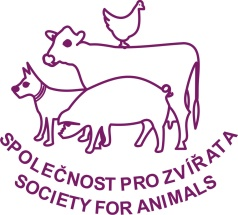 SPOLEČNOST PRO ZVÍŘATA
SOCIETY FOR ANIMALS